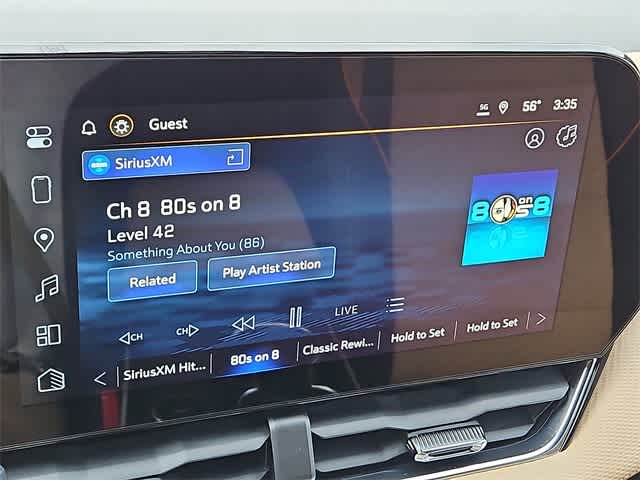 5G 56° 3:35
Guest
SiriusXM
Ch 8 80s on 8
Level 42
Something About You (86)
80s on 8
Related Play Artist Station
CH CH LIVE
SiriusXM Hit... 80s on 8 Classic Rewi... Hold to Set Hold to Set